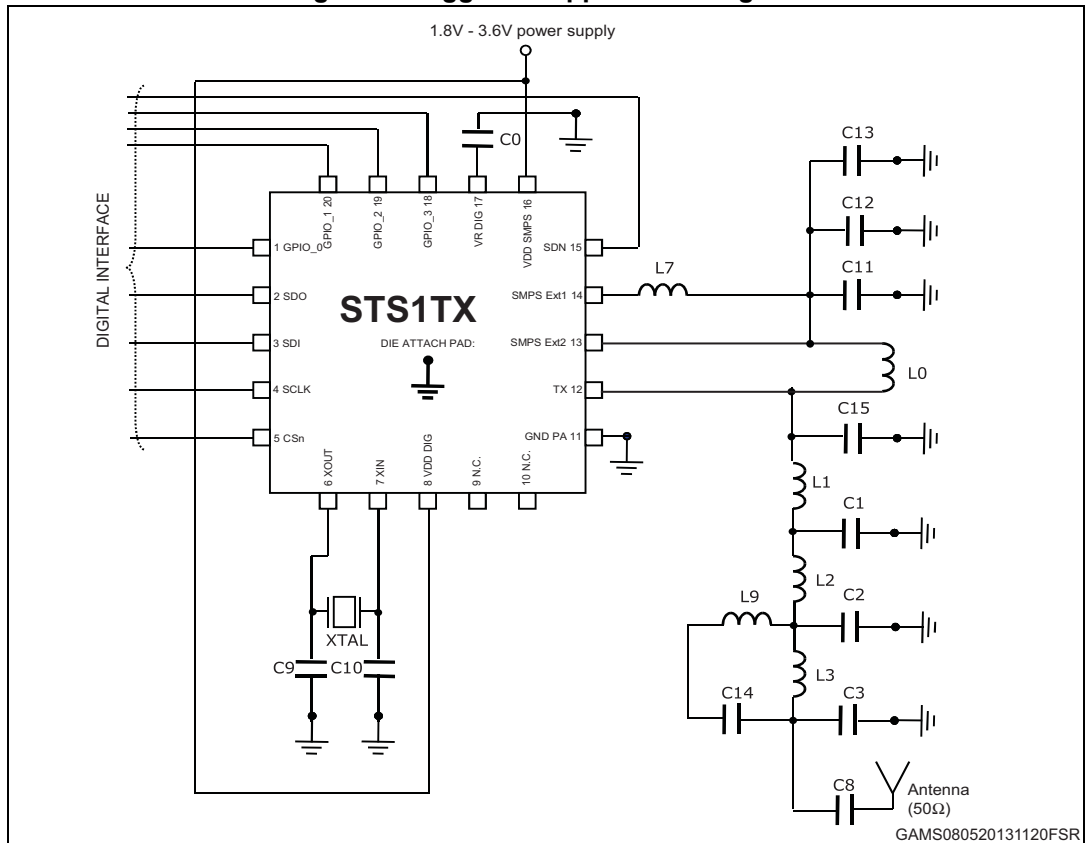 1.8V - 3.6V power supply
DIGITAL INTERFACE
C0
C13
C12
C11
GPIO_1 20
GPIO_2 19
GPIO_3 18
VR DIG 17
VDD SMPS 16
1 GPIO_0
SDN 15
L7
2 SDO
STS1TX
SMPS Ext1 14
3 SDI
DIE ATTACH PAD:
SMPS Ext2 13
L0
4 SCLK
TX 12
C15
5 CSn
GND PA 11
6 XOUT
7 XIN
8 VDD DIG
9 N.C.
10 N.C.
L1
C1
L2
L9
C2
XTAL
C9
C10
L3
C14
C3
C8
Antenna
(50Ω)
GAMS080520131120FSR